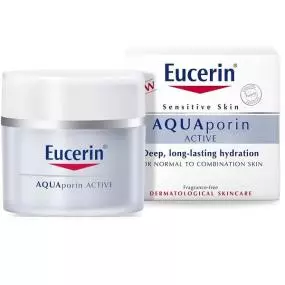 Eucerin®
AQUAporin ACTIVE
Eucerin®
Sensitive Skin
AQUAporin
ACTIVE
Deep, long-lasting hydration
FOR NORMAL TO COMBINATION SKIN
Fragrance-free
DERMATOLOGICAL SKINCARE